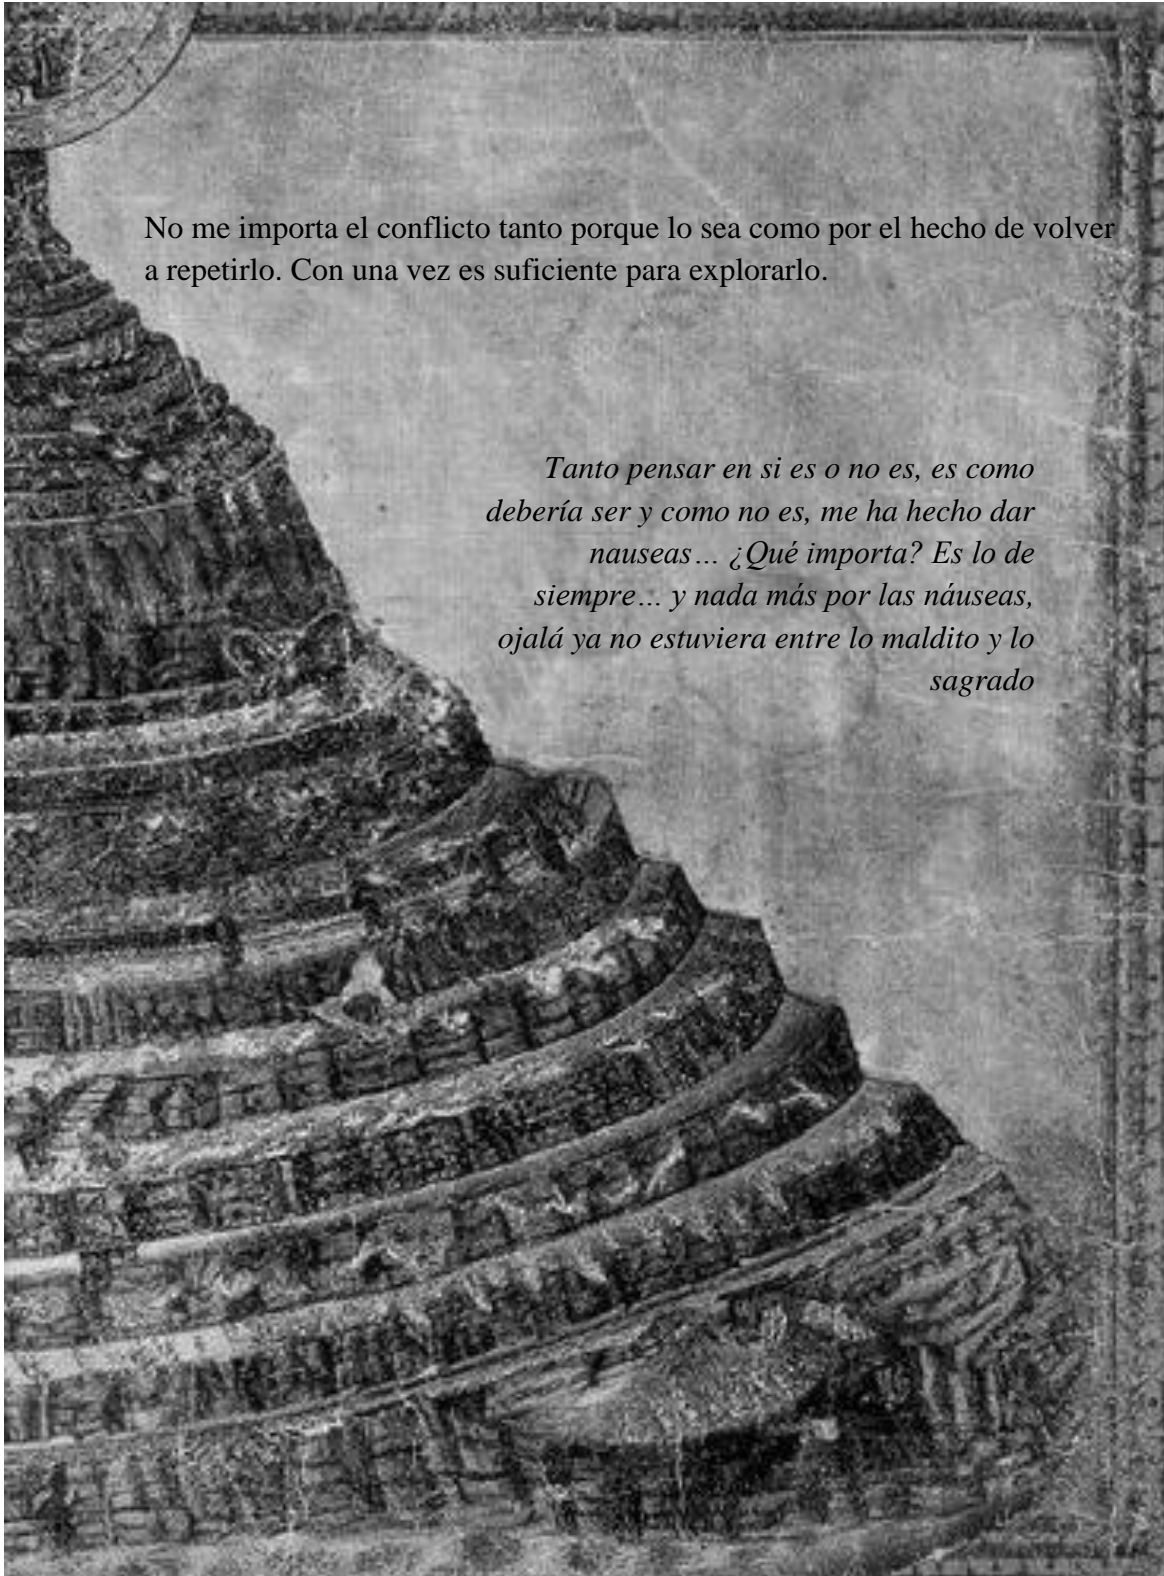 No me importa el conflicto tanto porque lo sea como por el hecho de volver
a repetirlo. Con una vez es suficiente para explorarlo.
Tanto pensar en si es o no es, es como
debería ser y como no es, me ha hecho dar
nauseas… ¿Qué importa? Es lo de
siempre… y nada más por las náuseas,
ojalá ya no estuviera entre lo maldito y lo
sagrado